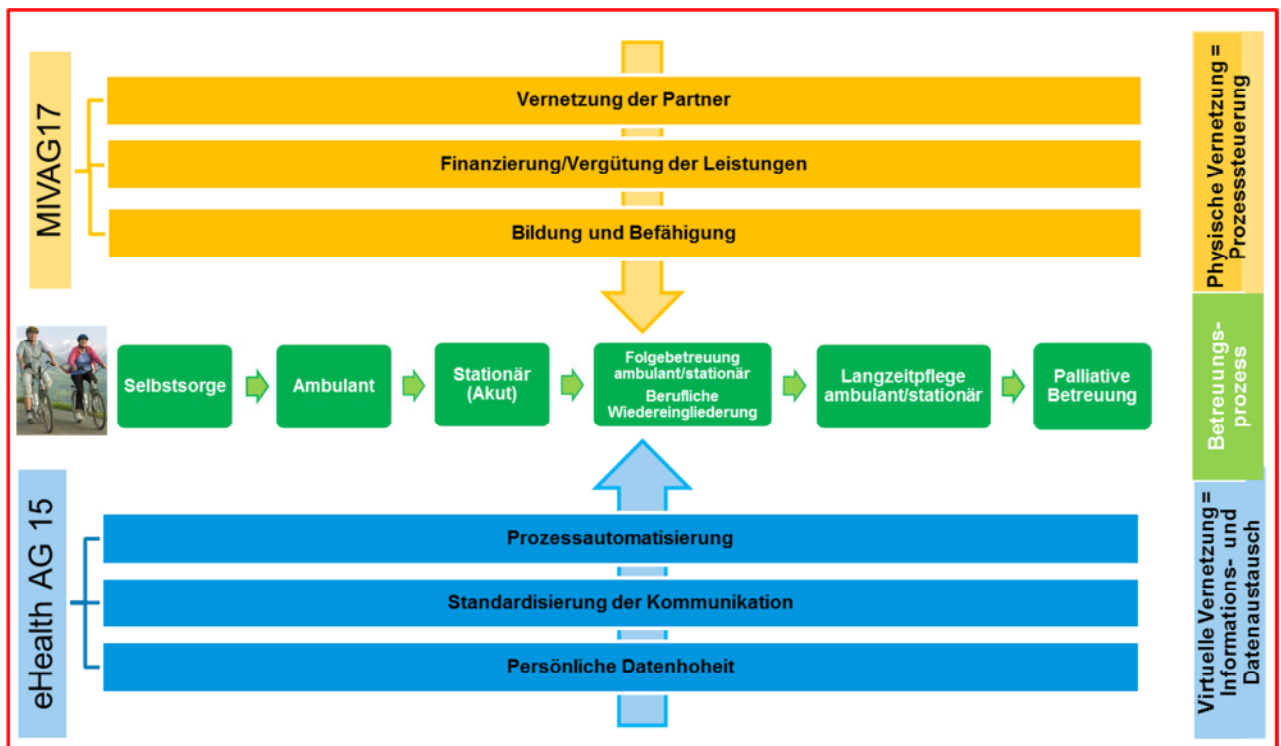 MIVAG17
Vernetzung der Partner
Finanzierung/Vergütung der Leistungen
Bildung und Befähigung
Physische Vernetzung =
Prozesssteuerung
Selbstsorge
Ambulant
Stationär
(Akut)
Folgebetreuung
ambulant/stationär
Berufliche
Wiedereingliederung
Langzeitpflege
ambulant/stationär
Palliative
Betreuung
Betreuungs-
prozess
eHealth AG 15
Prozessautomatisierung
Standardisierung der Kommunikation
Persönliche Datenhoheit
Virtuelle Vernetzung=
Informations- und
Datenaustausch